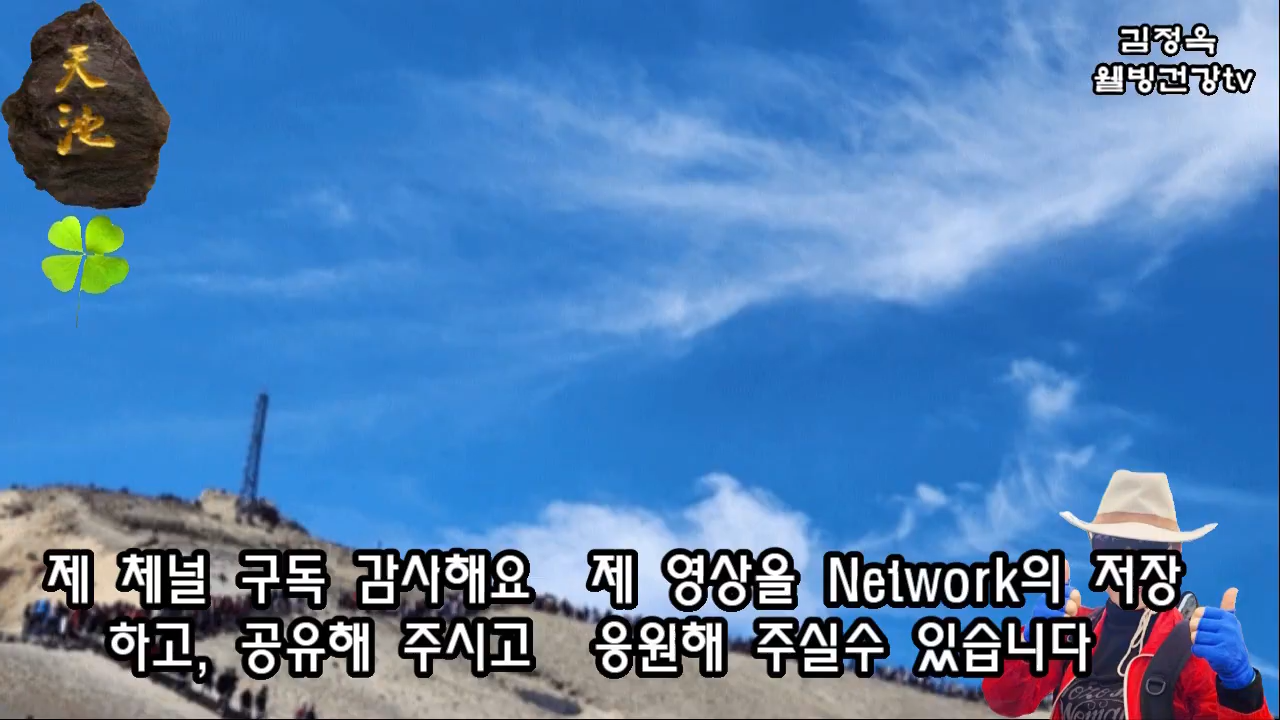 天
池
김정옥
웰빙건강tv
제 채널 구독 감사해요 제 영상을 Network의 저장
하고, 공유해 주시고 응원해 주실수 있습니다